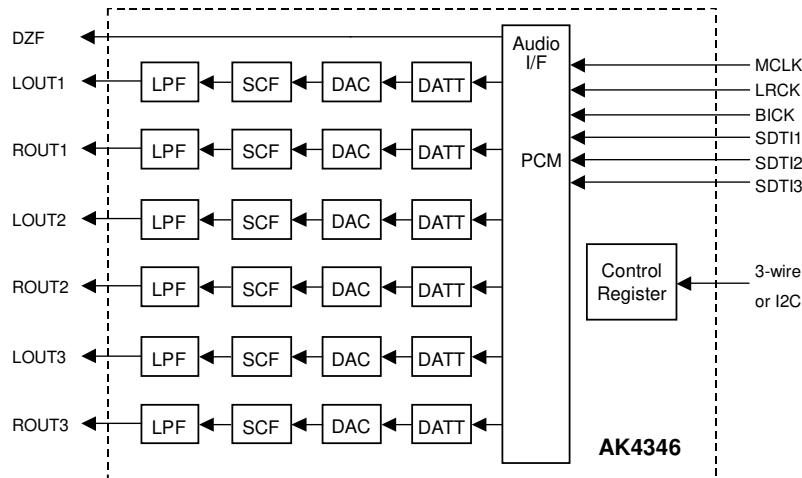 DZF
Audio
I/F
MCLK
LOUT1 LPF SCF DAC DATT
LRCK
BICK
SDTI1
ROUT1 LPF SCF DAC DATT PCM
SDTI2
SDTI3
LOUT2 LPF SCF DAC DATT
ROUT2 LPF SCF DAC DATT
Control
Register
3-wire
or I2C
LOUT3 LPF SCF DAC DATT
ROUT3 LPF SCF DAC DATT
AK4346